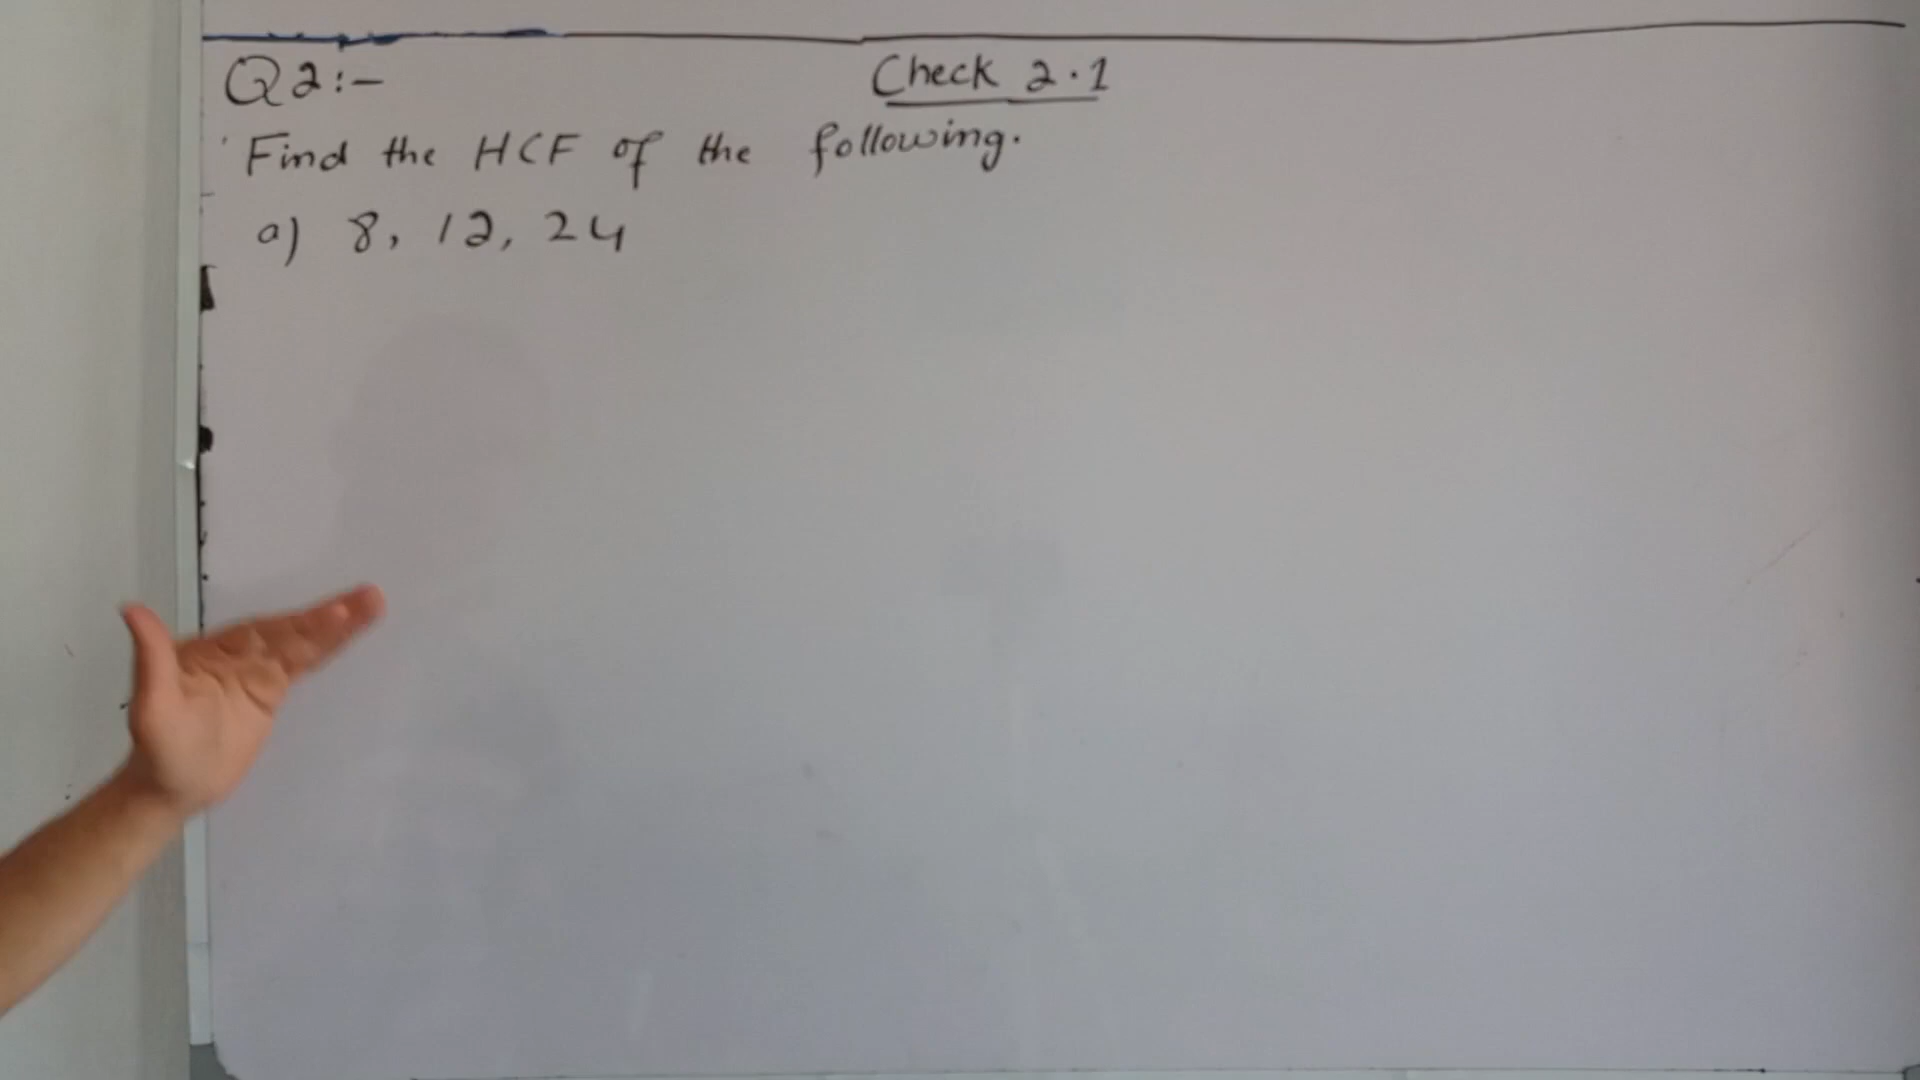 Q2:-
Check 2.1
Find the HCF of the following.
a) 8, 12, 24